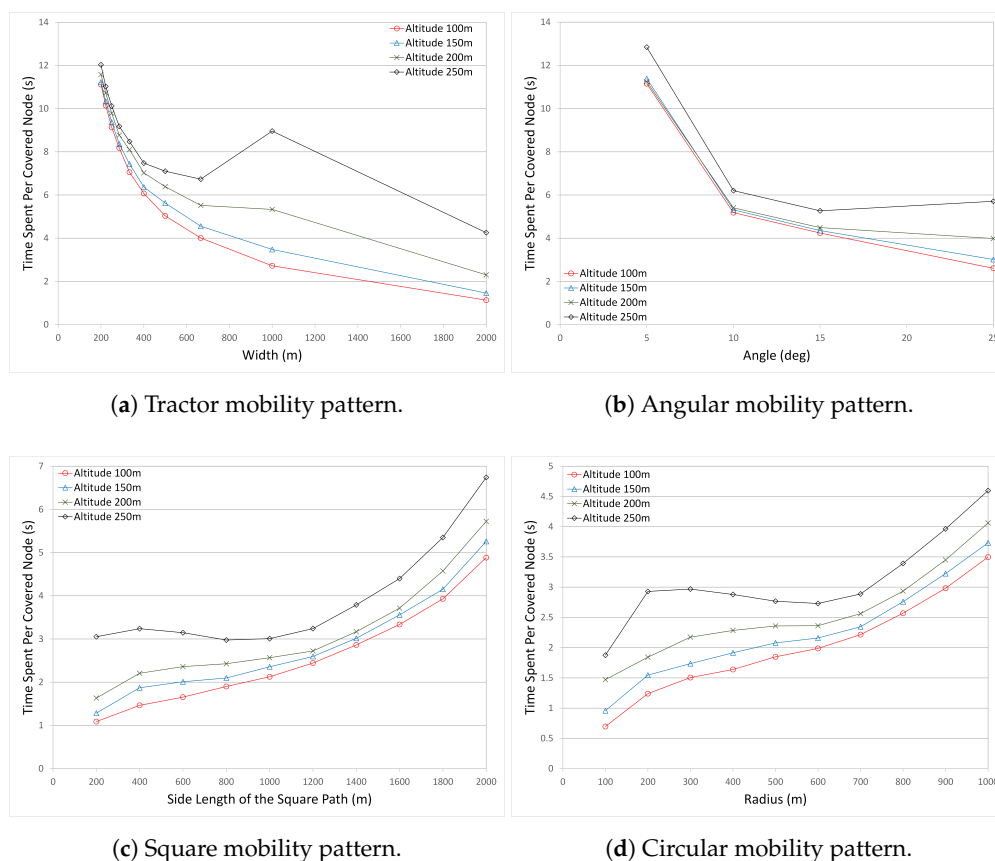 14
12
10
8
6
4
2
0
Time Spent Per Covered Node (s)
Altitude 100m
Altitude 150m
Altitude 200m
Altitude 250m
0 200 400 600 800 1000 1200 1400 1600 1800 2000
Width (m)
(a) Tractor mobility pattern.
14
12
10
8
6
4
2
0
Time Spent Per Covered Node (s)
Altitude 100m
Altitude 150m
Altitude 200m
Altitude 250m
0 5 10 15 20 25
Angle (deg)
(b) Angular mobility pattern.
7
6
5
4
3
2
1
0
Time Spent Per Covered Node (s)
Altitude 100m
Altitude 150m
Altitude 200m
Altitude 250m
0 200 400 600 800 1000 1200 1400 1600 1800 2000
Side Length of the Square Path (m)
(c) Square mobility pattern.
5
4.5
4
3.5
3
2.5
2
1.5
1
0.5
0
Time Spent Per Covered Node (s)
Altitude 100m
Altitude 150m
Altitude 200m
Altitude 250m
0 100 200 300 400 500 600 700 800 900 1000
Radius (m)
(d) Circular mobility pattern.